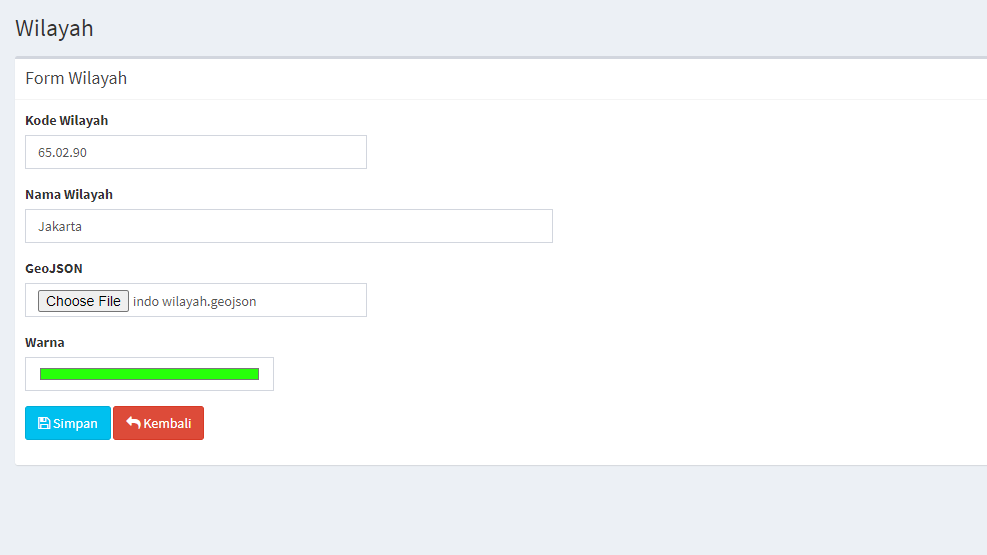 Wilayah
Form Wilayah
Kode Wilayah
65.02.90
Nama Wilayah
Jakarta
GeoJSON
Choose File indo wilayah.geojson
Warna
Simpan Kembali